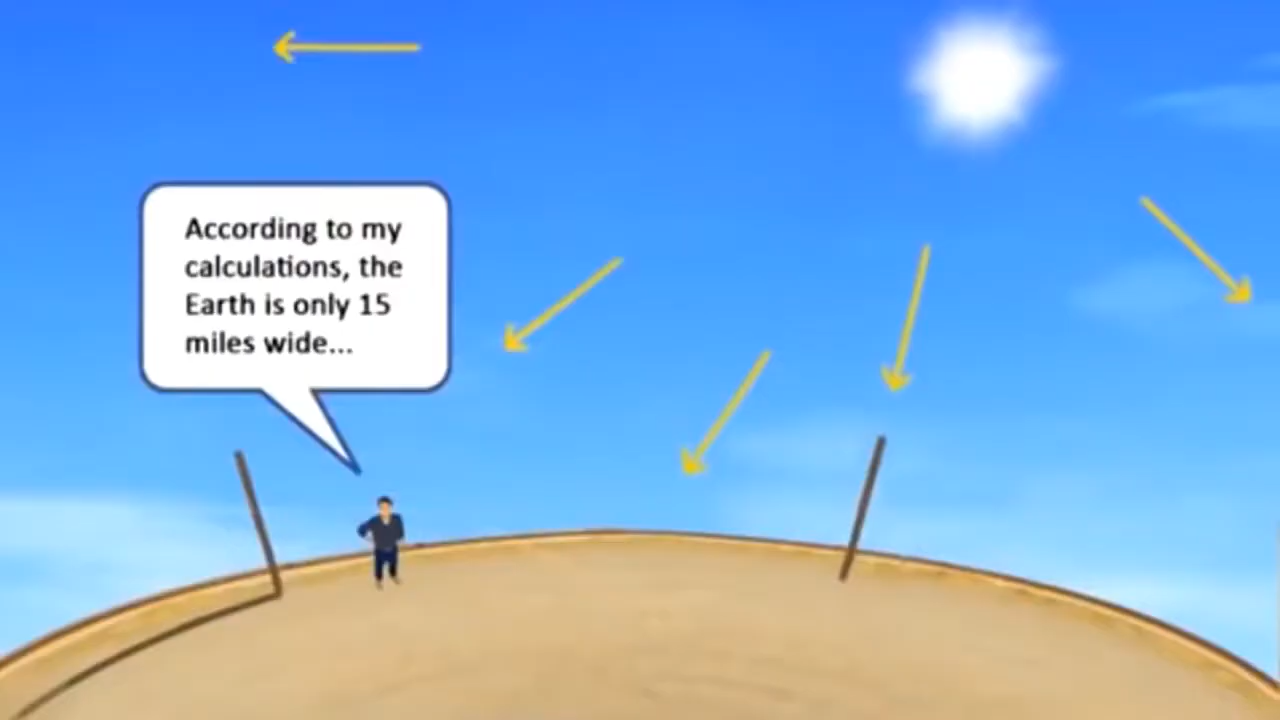 According to my
calculations, the
Earth is only 15
miles wide...